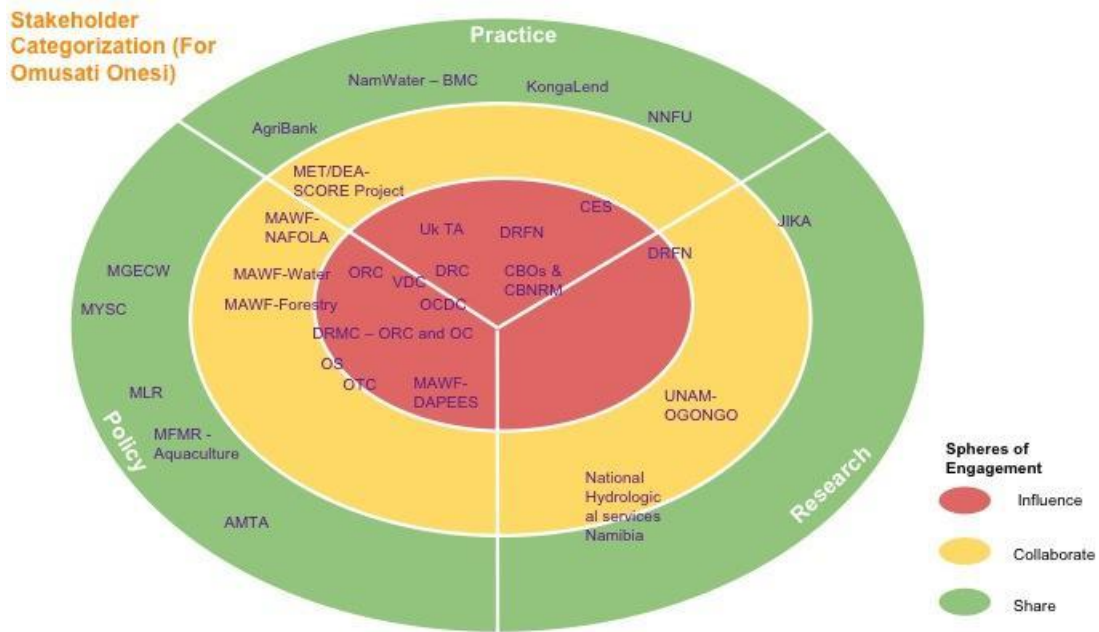 Stakeholder
Categorization (For
Omusati Onesi)
Practice
NamWater – BMC
KongaLend
NNFU
AgriBank
MET/DEA-
SCORE Project
CES
MAWF-
NAFOLA
Uk TA
DRFN
JIKA
DRFN
MGECW
MAWF-Water
ORC
VDC
DRC
CBOs &
CBNRM
MYSC
MAWF-Forestry
OCDC
DRMC – ORC and OC
OS
OTC
MAWF-
DAPEES
MLR
UNAM-
OGONGO
Policy
MFMR -
Aquaculture
National
Hydrologic
al services
Namibia
AMTA
Research
Spheres of
Engagement
Influence
Collaborate
Share